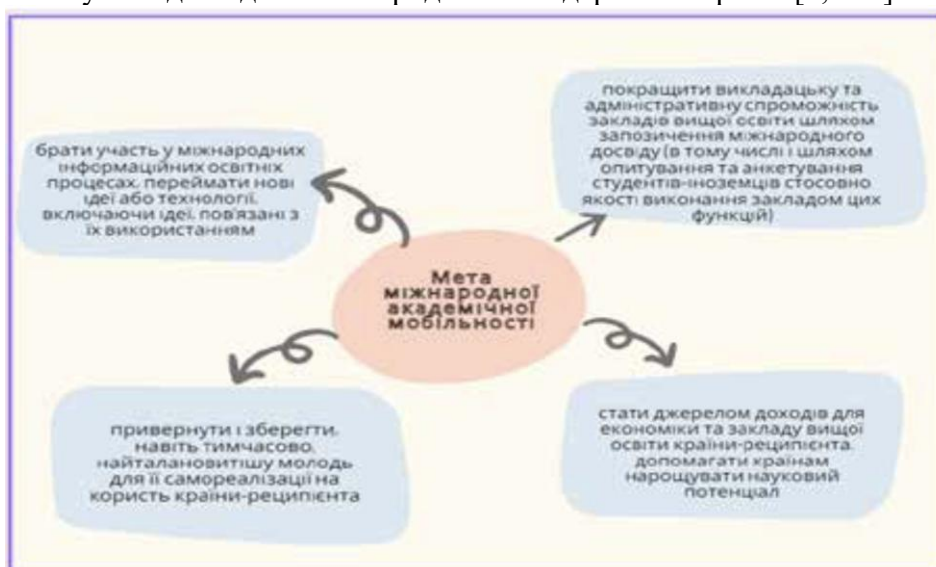 брати участь у міжнародних
інформаційних освітніх
процесах, переймати нові
ідеї або технології,
включаючи ідеї, пов'язані з
їх використанням
покращити викладацьку та
адміністративну спроможність
закладів вищої освіти шляхом
запозичення міжнародного
досвіду (в тому числі і шляхом
опитування та анкетування
студентів-іноземців стосовно
якості виконання закладом цих
функцій)
Мета
міжнародної
академічної
мобільності
привернути і зберегти,
навіть тимчасово,
найталановитішу молодь
для її самореалізації на
користь країни-реципієнта
стати джерелом доходів для
економіки та закладу вищої
освіти країни-реципієнта,
допомагати країнам
нарощувати науковий
потенціал